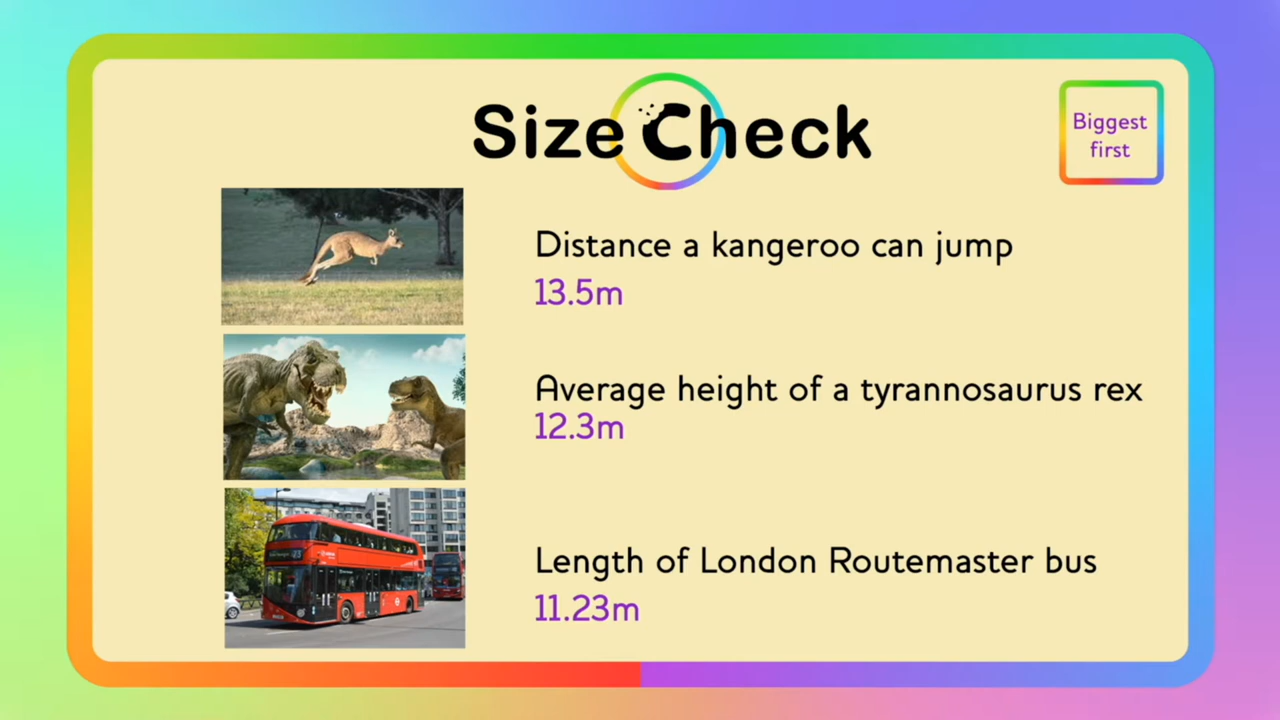 Size Check
Biggest
first
Distance a kangeroo can jump
13.5m
Average height of a tyrannosaurus rex
12.3m
Length of London Routemaster bus
11.23m